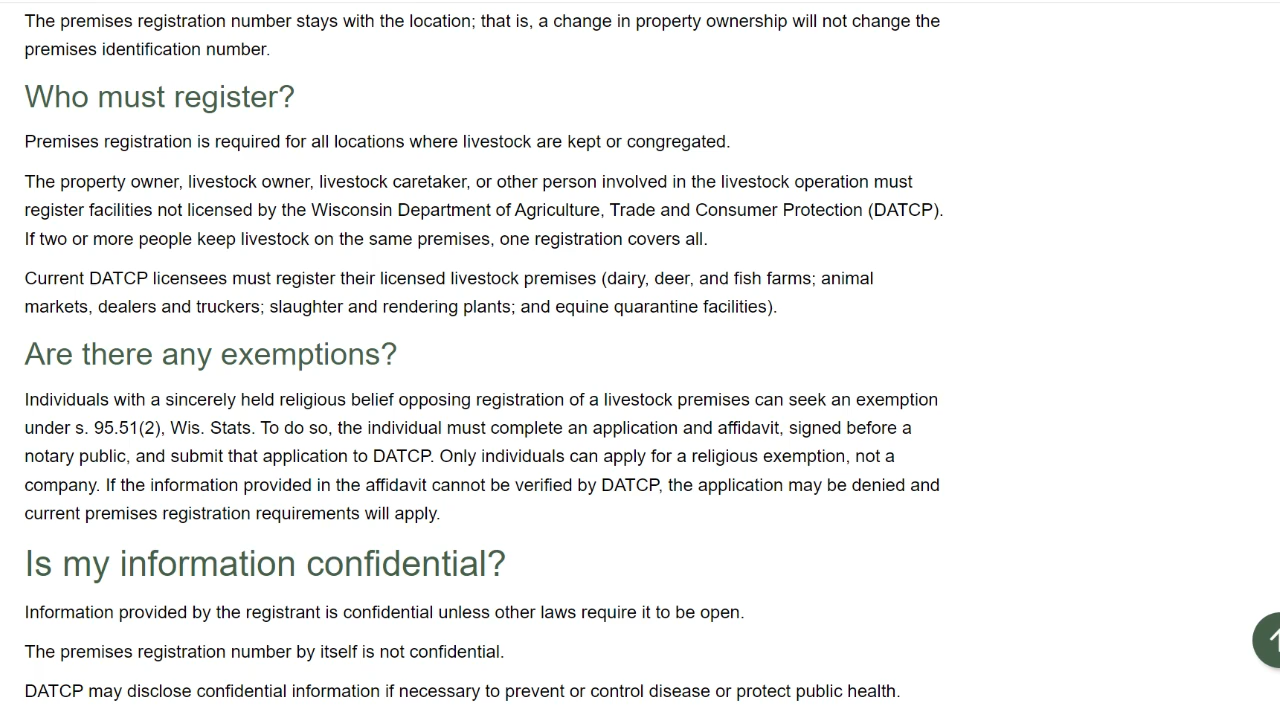 The premises registration number stays with the location; that is, a change in property ownership will not change the
premises identification number.
Who must register?
Premises registration is required for all locations where livestock are kept or congregated.
The property owner, livestock owner, livestock caretaker, or other person involved in the livestock operation must
register facilities not licensed by the Wisconsin Department of Agriculture, Trade and Consumer Protection (DATCP).
If two or more people keep livestock on the same premises, one registration covers all.
Current DATCP licensees must register their licensed livestock premises (dairy, deer, and fish farms; animal
markets, dealers and truckers; slaughter and rendering plants; and equine quarantine facilities).
Are there any exemptions?
Individuals with a sincerely held religious belief opposing registration of a livestock premises can seek an exemption
under s. 95.51(2), Wis. Stats. To do so, the individual must complete an application and affidavit, signed before a
notary public, and submit that application to DATCP. Only individuals can apply for a religious exemption, not a
company. If the information provided in the affidavit cannot be verified by DATCP, the application may be denied and
current premises registration requirements will apply.
Is my information confidential?
Information provided by the registrant is confidential unless other laws require it to be open.
The premises registration number by itself is not confidential.
DATCP may disclose confidential information if necessary to prevent or control disease or protect public health.